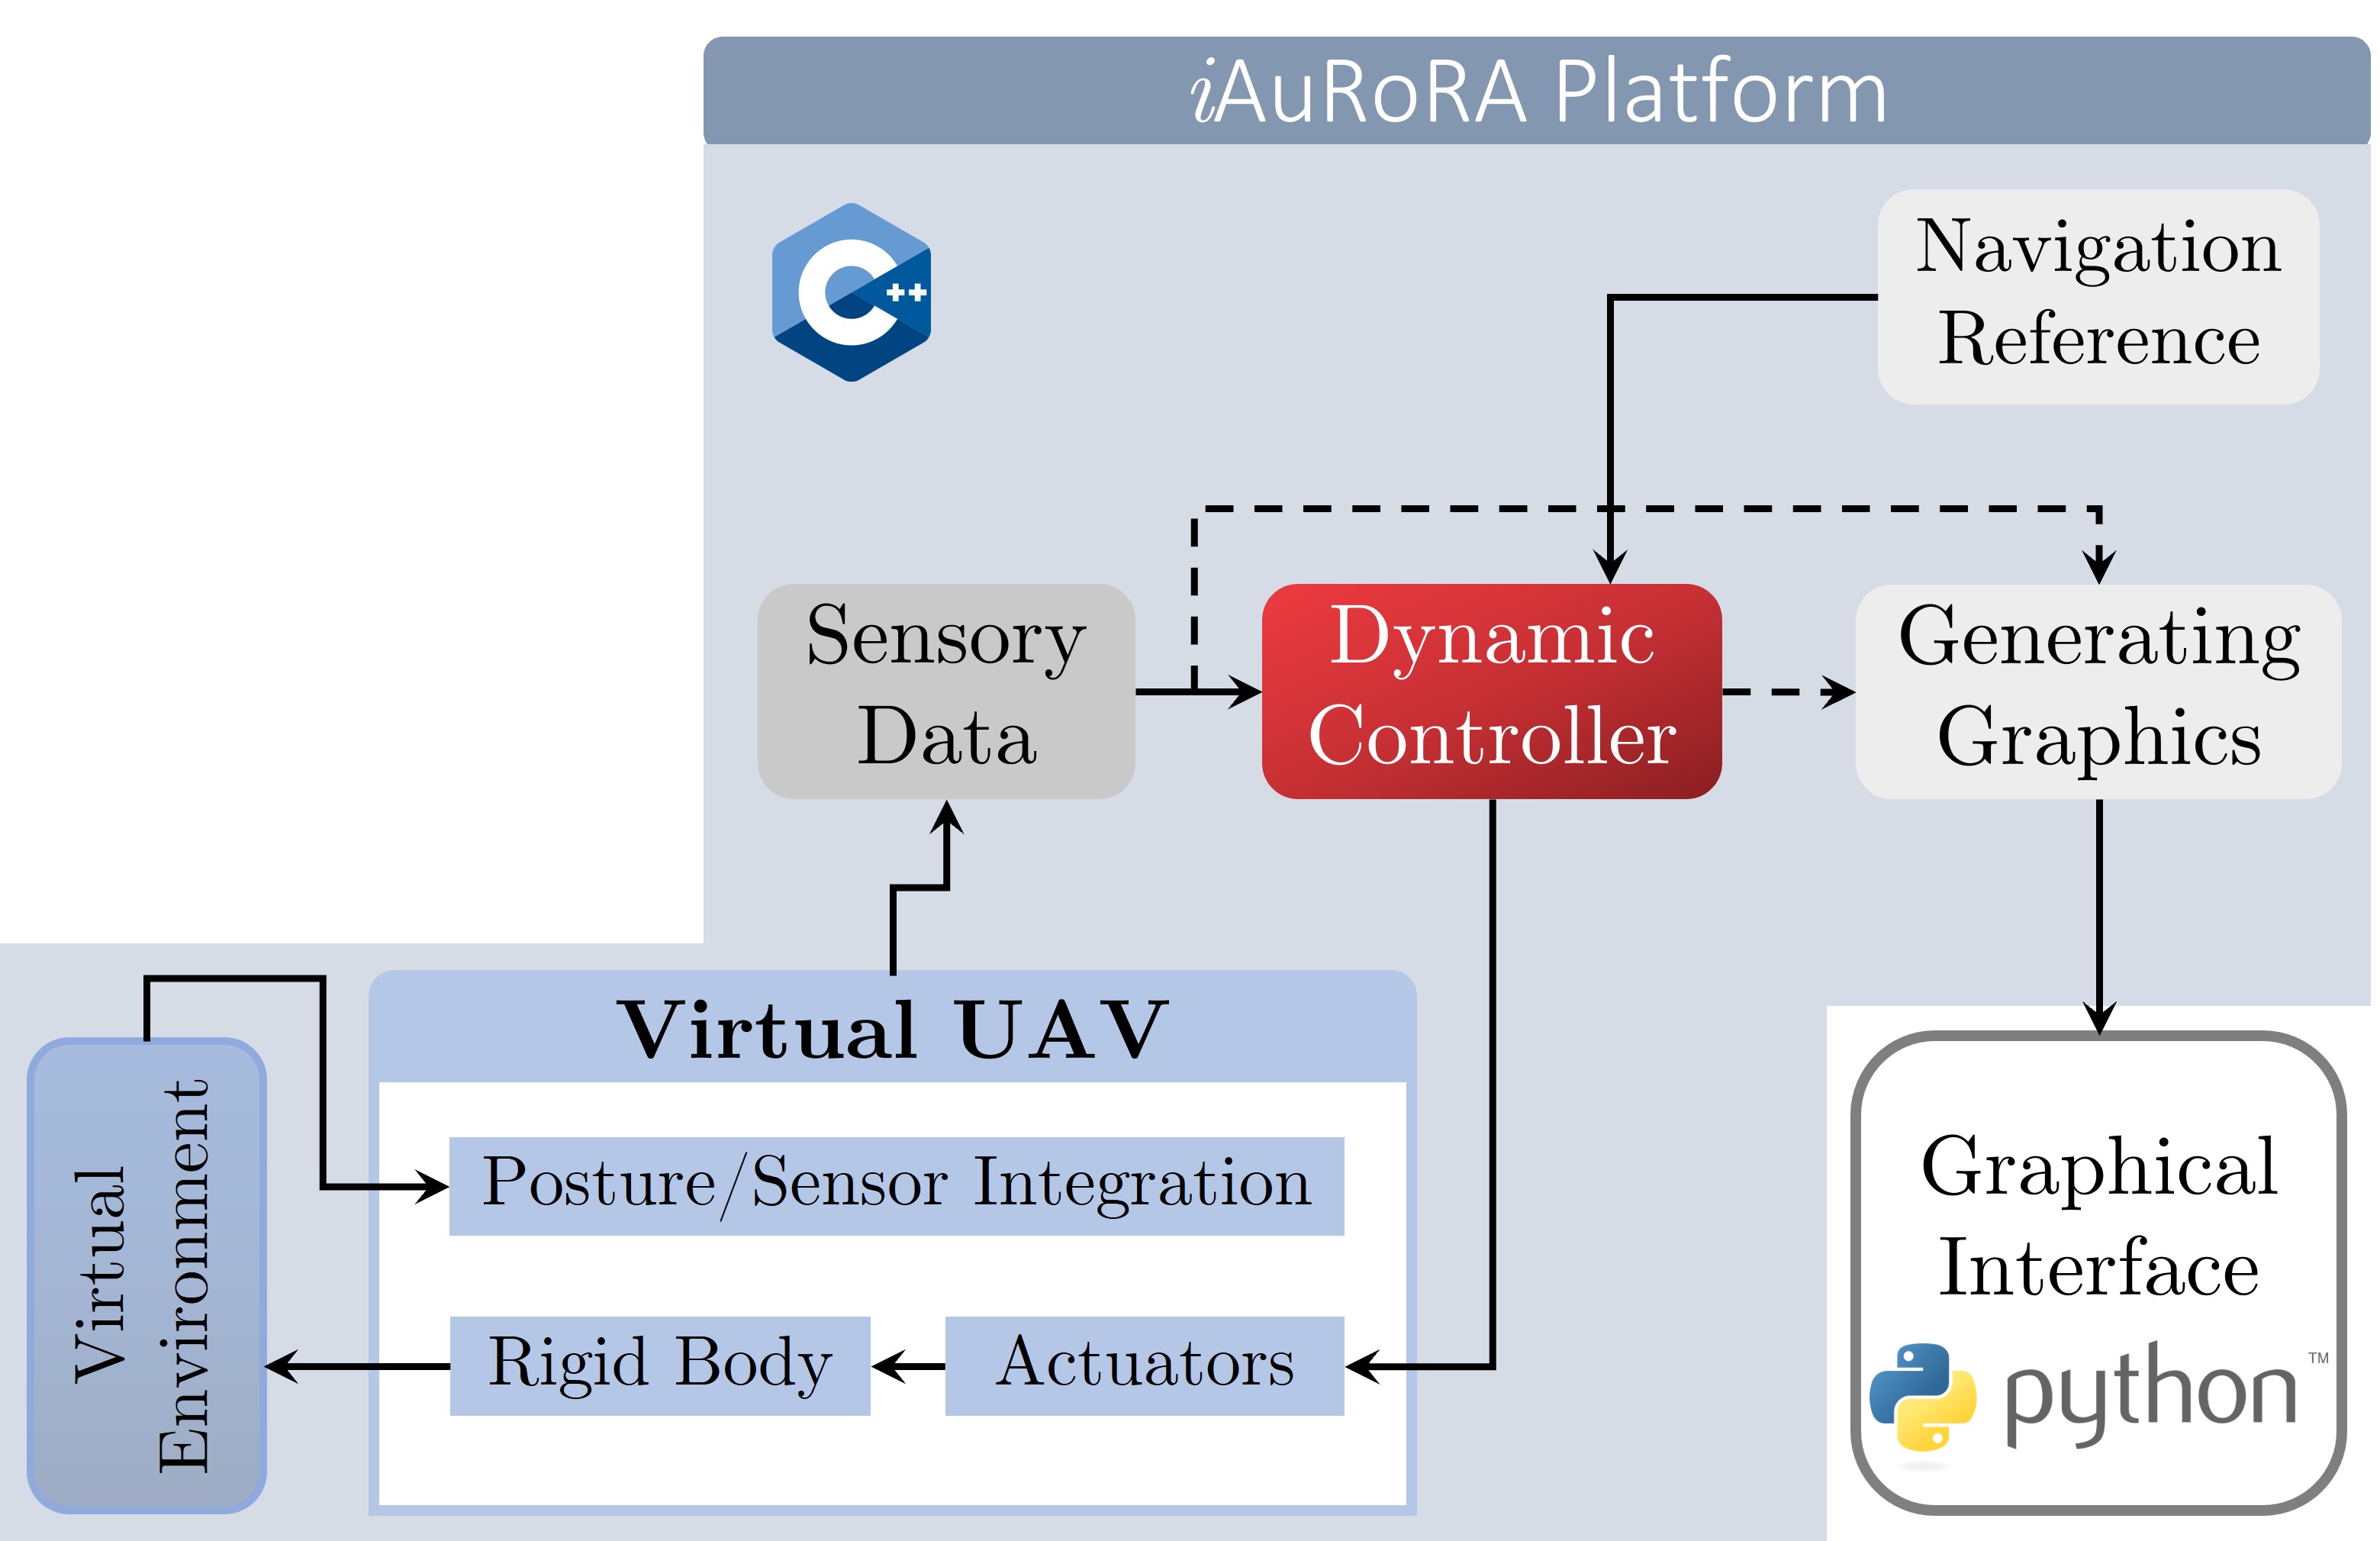 iAuRoRA Platform
++
Navigation
Reference
Sensory
Data
Dynamic
Controller
Generating
Graphics
Virtual UAV
Posture/Sensor Integration
Rigid Body
Actuators
Virtual
Environment
Graphical
Interface
python™